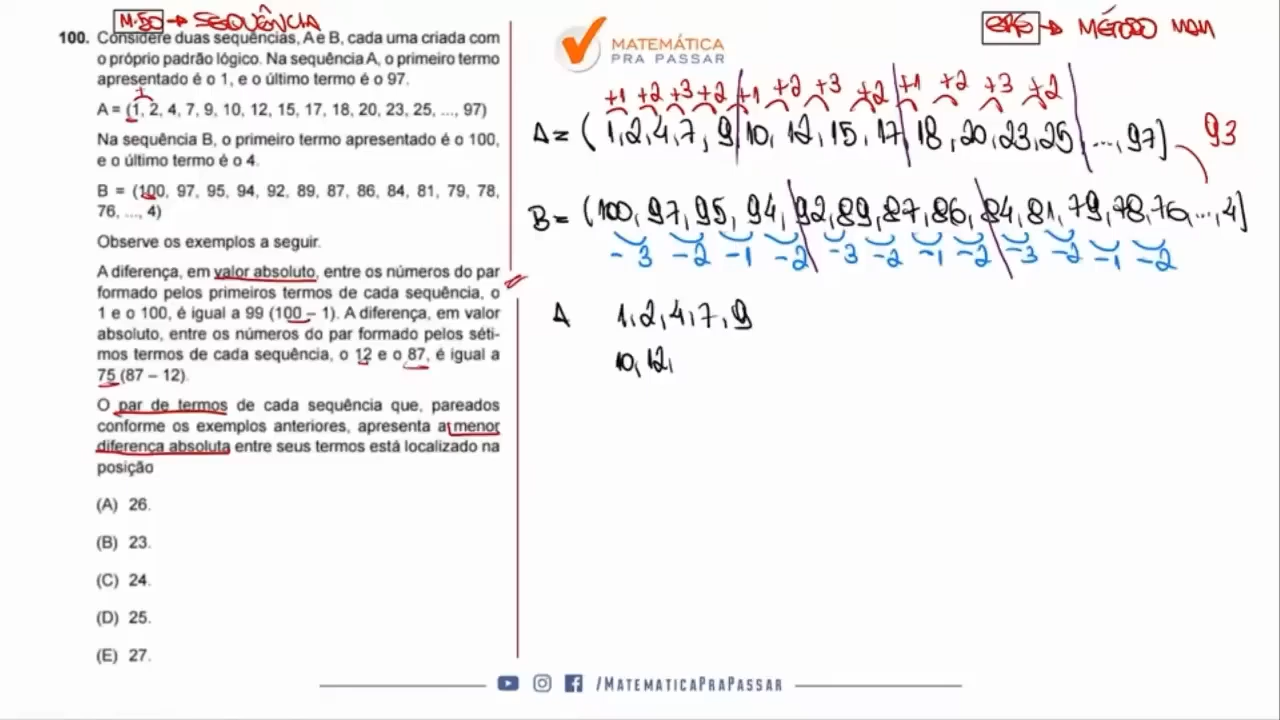 M.50 → SEQUÊNCIA
100. Considere duas sequências, A e B, cada uma criada com
o próprio padrão lógico. Na sequência A, o primeiro termo
apresentado é o 1, e o último termo é o 97.
A = (1, 2, 4, 7, 9, 10, 12, 15, 17, 18, 20, 23, 25, ..., 97)
Na sequência B, o primeiro termo apresentado é o 100,
e o último termo é o 4.
B = (100, 97, 95, 94, 92, 89, 87, 86, 84, 81, 79, 78,
76, ..., 4)
Observe os exemplos a seguir.
A diferença, em valor absoluto, entre os números do par
formado pelos primeiros termos de cada sequência, o
1 e o 100, é igual a 99 (100 – 1). A diferença, em valor
absoluto, entre os números do par formado pelos séti-
mos termos de cada sequência, o 12 e o 87, é igual a
75 (87 – 12).
O par de termos de cada sequência que, pareados
conforme os exemplos anteriores, apresenta a menor
diferença absoluta entre seus termos está localizado na
posição
(A) 26.
(B) 23.
(C) 24.
(D) 25.
(E) 27.
MATEMÁTICA
PRA PASSAR
→ MÉTODO MPM
+1 +2 +3 +2 +1 +2 +3 +2 +1 +2 +3 +2
A = ( 1, 2, 4, 7, 9, 10, 12, 15, 17, 18, 20, 23, 25, ..., 97)
93
B = (100, 97, 95, 94, 92, 89, 87, 86, 84, 81, 79, 78, 76, ..., 4)
-3 -2 -1 -2 -3 -2 -1 -2 -3 -2 -1 -2
A 1, 2, 4, 7, 9
10, 12,
/MATEMATICAPRAPASSAR